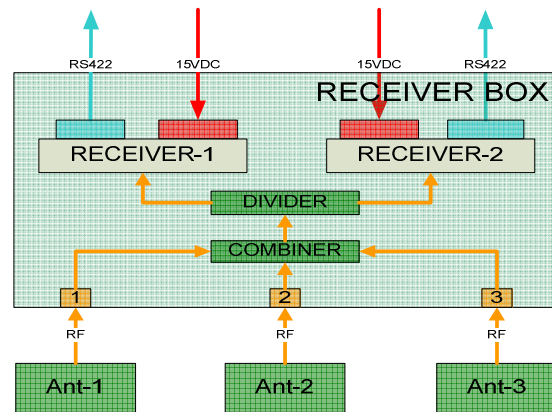 RS422
15VDC
15VDC
RS422
RECEIVER BOX
RECEIVER-1
RECEIVER-2
DIVIDER
COMBINER
1
2
3
RF
RF
RF
Ant-1
Ant-2
Ant-3